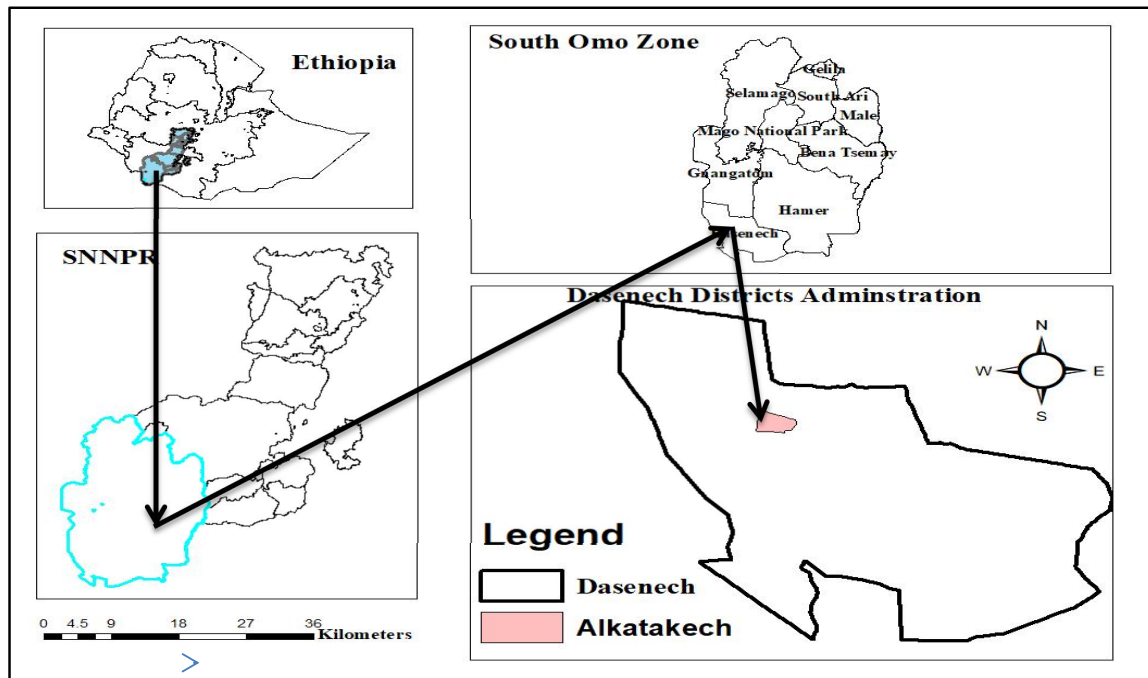 Ethiopia
SNNPR
0 4.5 9 18 27 36
Kilometers
South Omo Zone
Gelila
Selamago
South Ari
Male
Mago National Park
Bena Tsemay
Gnangatom
Hamer
Dasenech Districts Adminstration
N
W E
S
Legend
Dasenech
Alkatakech